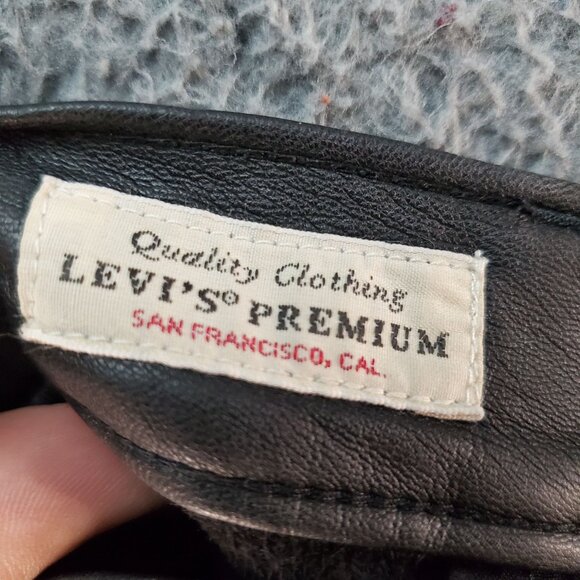 Quality Clothing
LEVI'S® PREMIUM
SAN FRANCISCO, CAL.